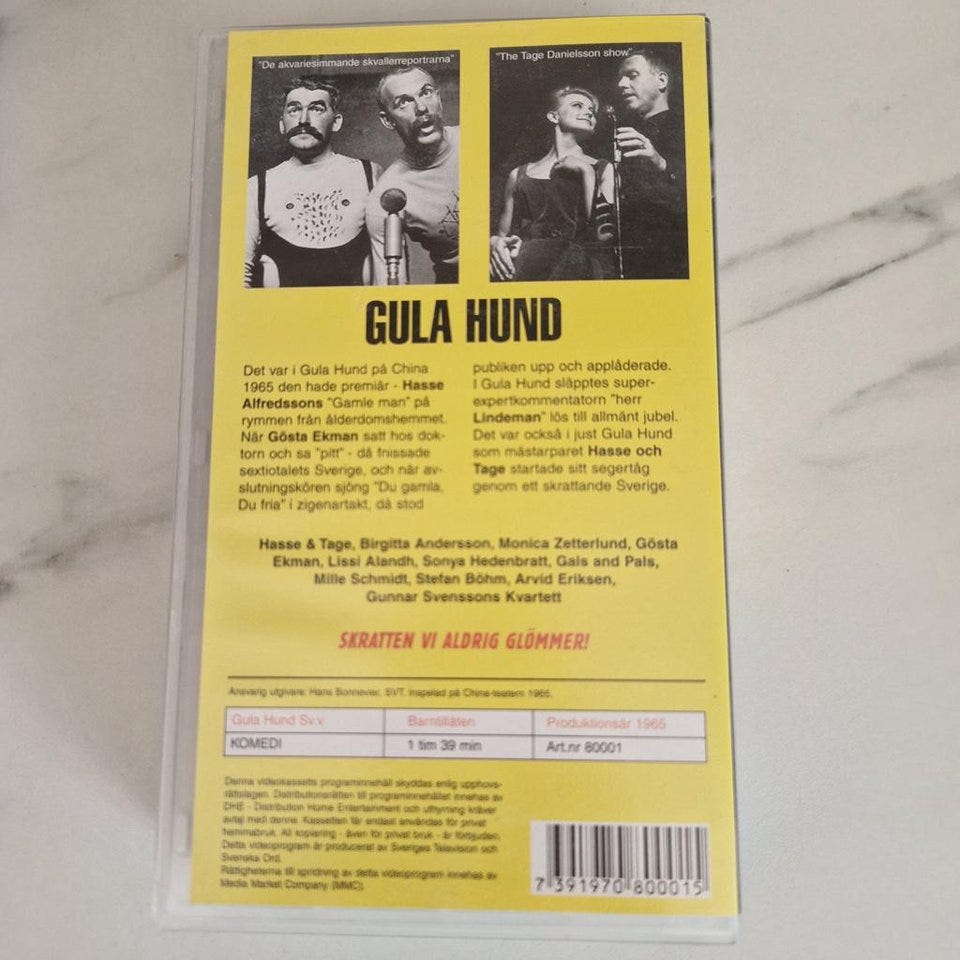 "De akvariesimmande skvallerreportrarna"
"The Tage Danielsson show"
GULA HUND
Det var i Gula Hund på China
1965 den hade premiär - Hasse
Alfredssons "Gamle man" på
rymmen från ålderdomshemmet.
När Gösta Ekman satt hos dok-
torn och sa "pitt" - då fnissade
sextiotalets Sverige, och när av-
slutningskören sjöng "Du gamla,
Du fria" i zigenartakt, då stod
publiken upp och applåderade.
I Gula Hund släpptes super-
expertkommentatorn "herr
Lindeman" lös till allmänt jubel.
Det var också i just Gula Hund
som mästarparet Hasse och
Tage startade sitt segertåg
genom ett skrattande Sverige.
Hasse & Tage, Birgitta Andersson, Monica Zetterlund, Gösta
Ekman, Lissi Alandh, Sonya Hedenbratt, Gals and Pals,
Mille Schmidt, Stefan Böhm, Arvid Eriksen,
Gunnar Svenssons Kvartett
SKRATTEN VI ALDRIG GLÖMMER!
Ansvarig utgivare: Hans Bonnevier, SVT. Inspelad på China-teatern 1965.
Gula Hund Sv.v Barntillåten Produktionsår 1965
KOMEDI 1 tim 39 min Art.nr 80001
Denna videokassetts programinnehåll skyddas enlig upphovs-
rättslagen. Distributionsrätten till programinnehållet innehas av
DHE - Distribution Home Entertainment och uthyrning kräver
avtal med denne. Kassetten får endast användas för privat
hemmabruk. All kopiering - även för privat bruk - är förbjuden.
Detta videoprogram är producerat av Sveriges Television och
Svenska Ord.
Rättigheterna till spridning av detta videoprogram innehas av
Media Market Company (MMC).
7 391970 800015